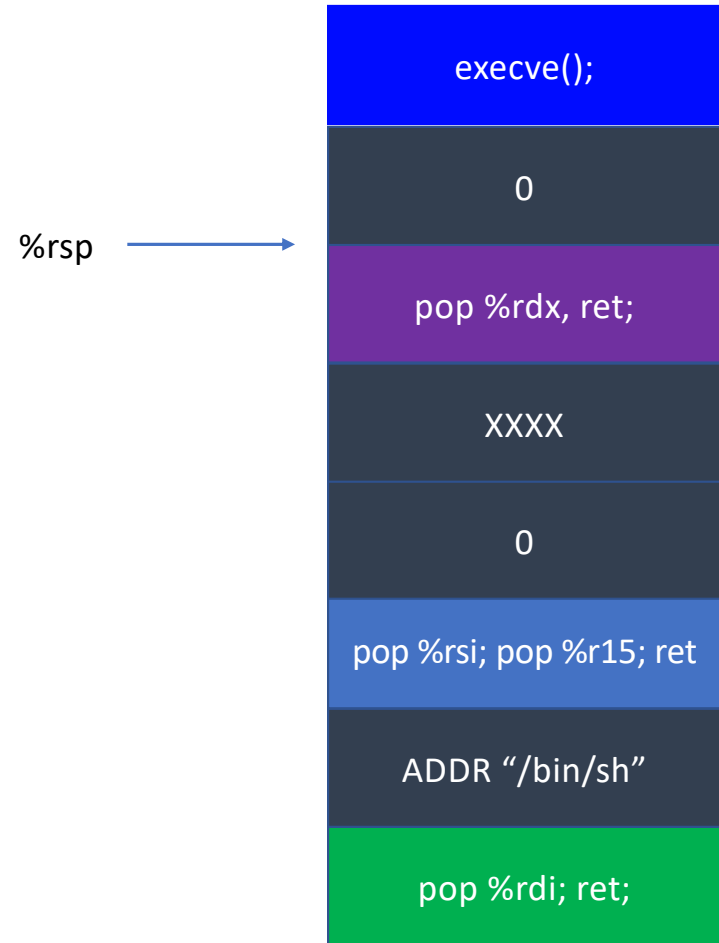 execve();
0
%rsp
pop %rdx, ret;
XXXX
0
pop %rsi; pop %r15; ret
ADDR “/bin/sh”
pop %rdi; ret;